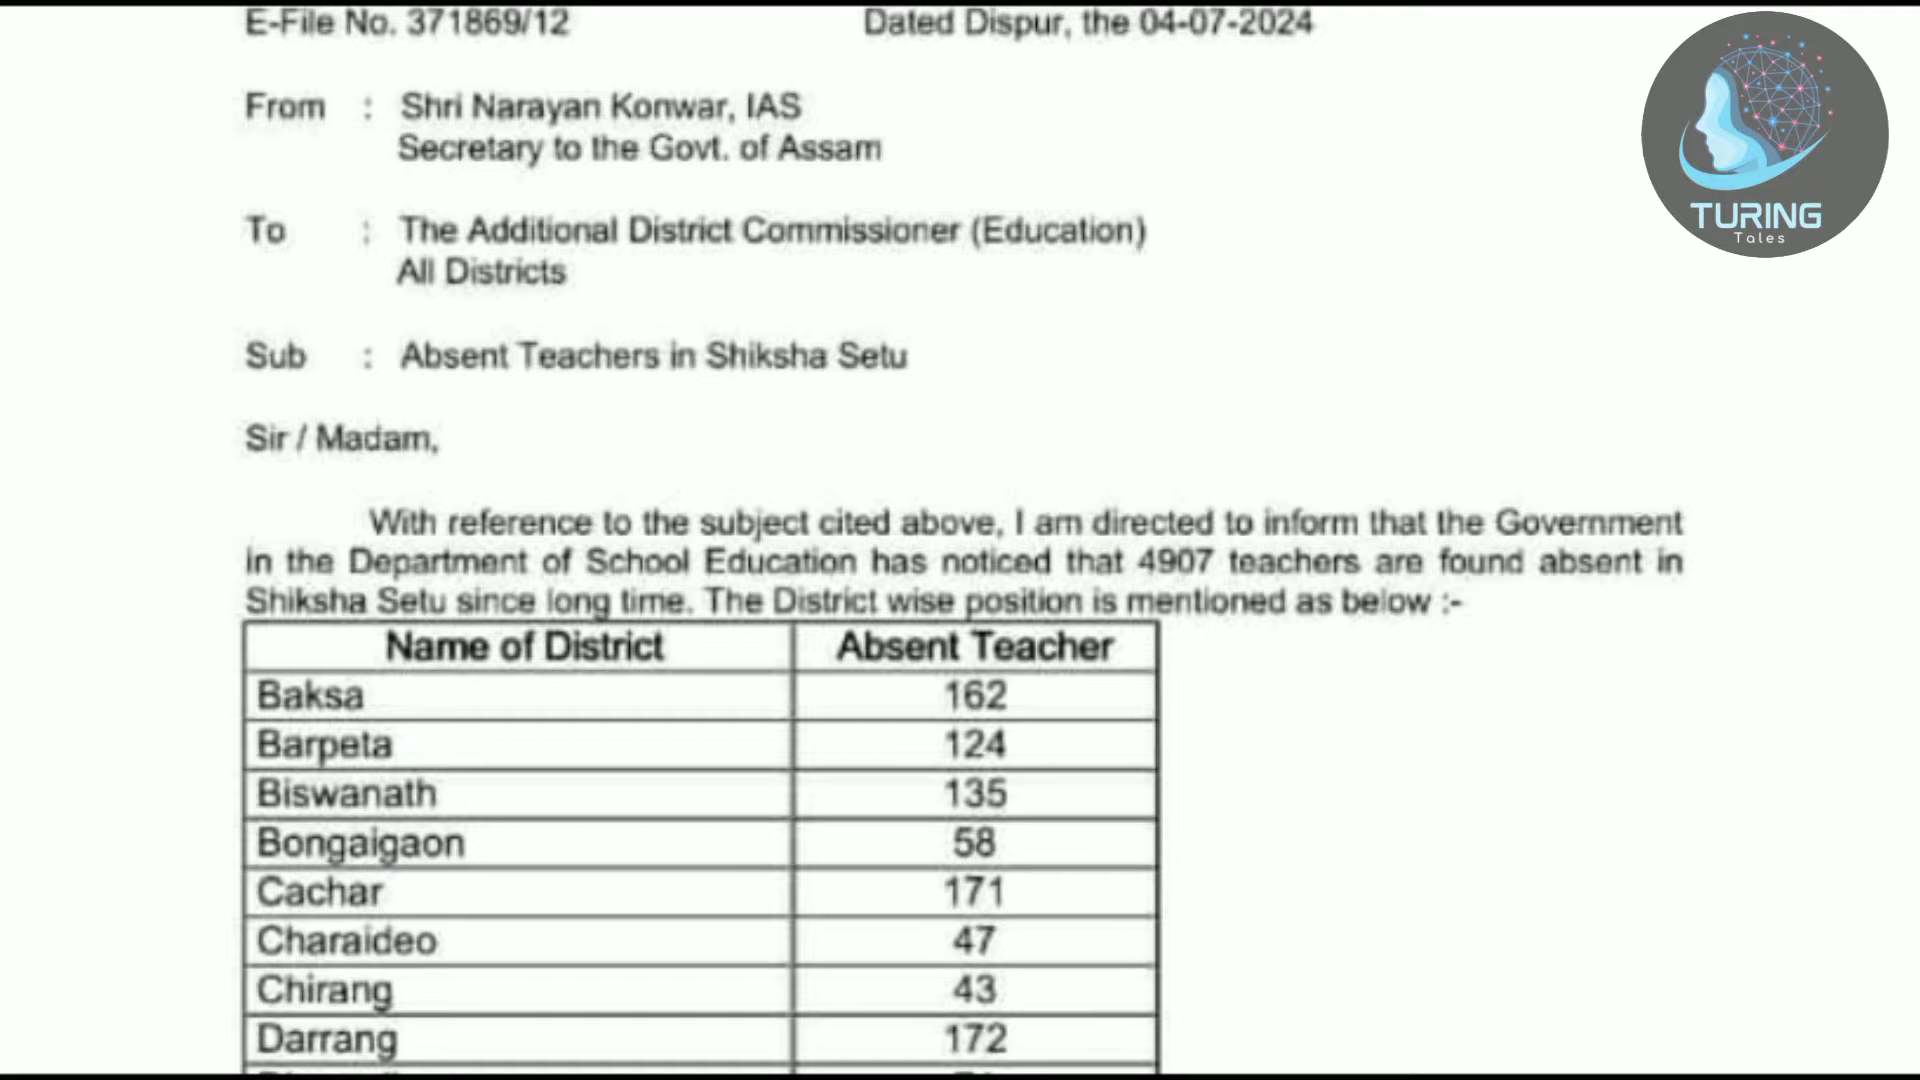 E-File No. 371869/12 Dated Dispur, the 04-07-2024
From : Shri Narayan Konwar, IAS
Secretary to the Govt. of Assam
To : The Additional District Commissioner (Education)
All Districts
Sub : Absent Teachers in Shiksha Setu
Sir / Madam,
With reference to the subject cited above, I am directed to inform that the Government
in the Department of School Education has noticed that 4907 teachers are found absent in
Shiksha Setu since long time. The District wise position is mentioned as below :-
Name of District Absent Teacher
Baksa 162
Barpeta 124
Biswanath 135
Bongaigaon 58
Cachar 171
Charaideo 47
Chirang 43
Darrang 172
TURING
Tales